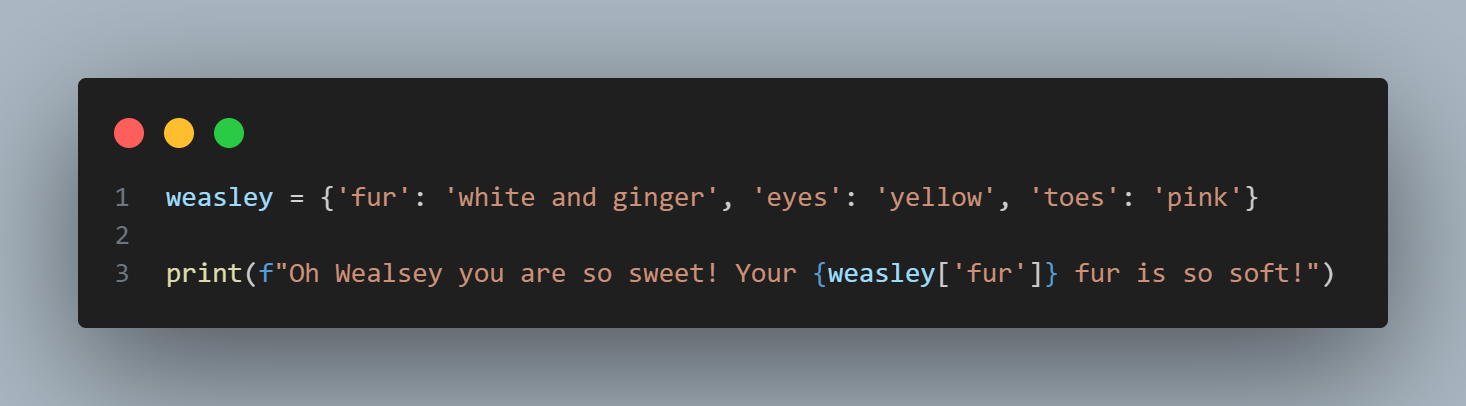 1 weasley = {'fur': 'white and ginger', 'eyes': 'yellow', 'toes': 'pink'}
2
3 print(f"Oh Wealsey you are so sweet! Your {weasley['fur']} fur is so soft!")